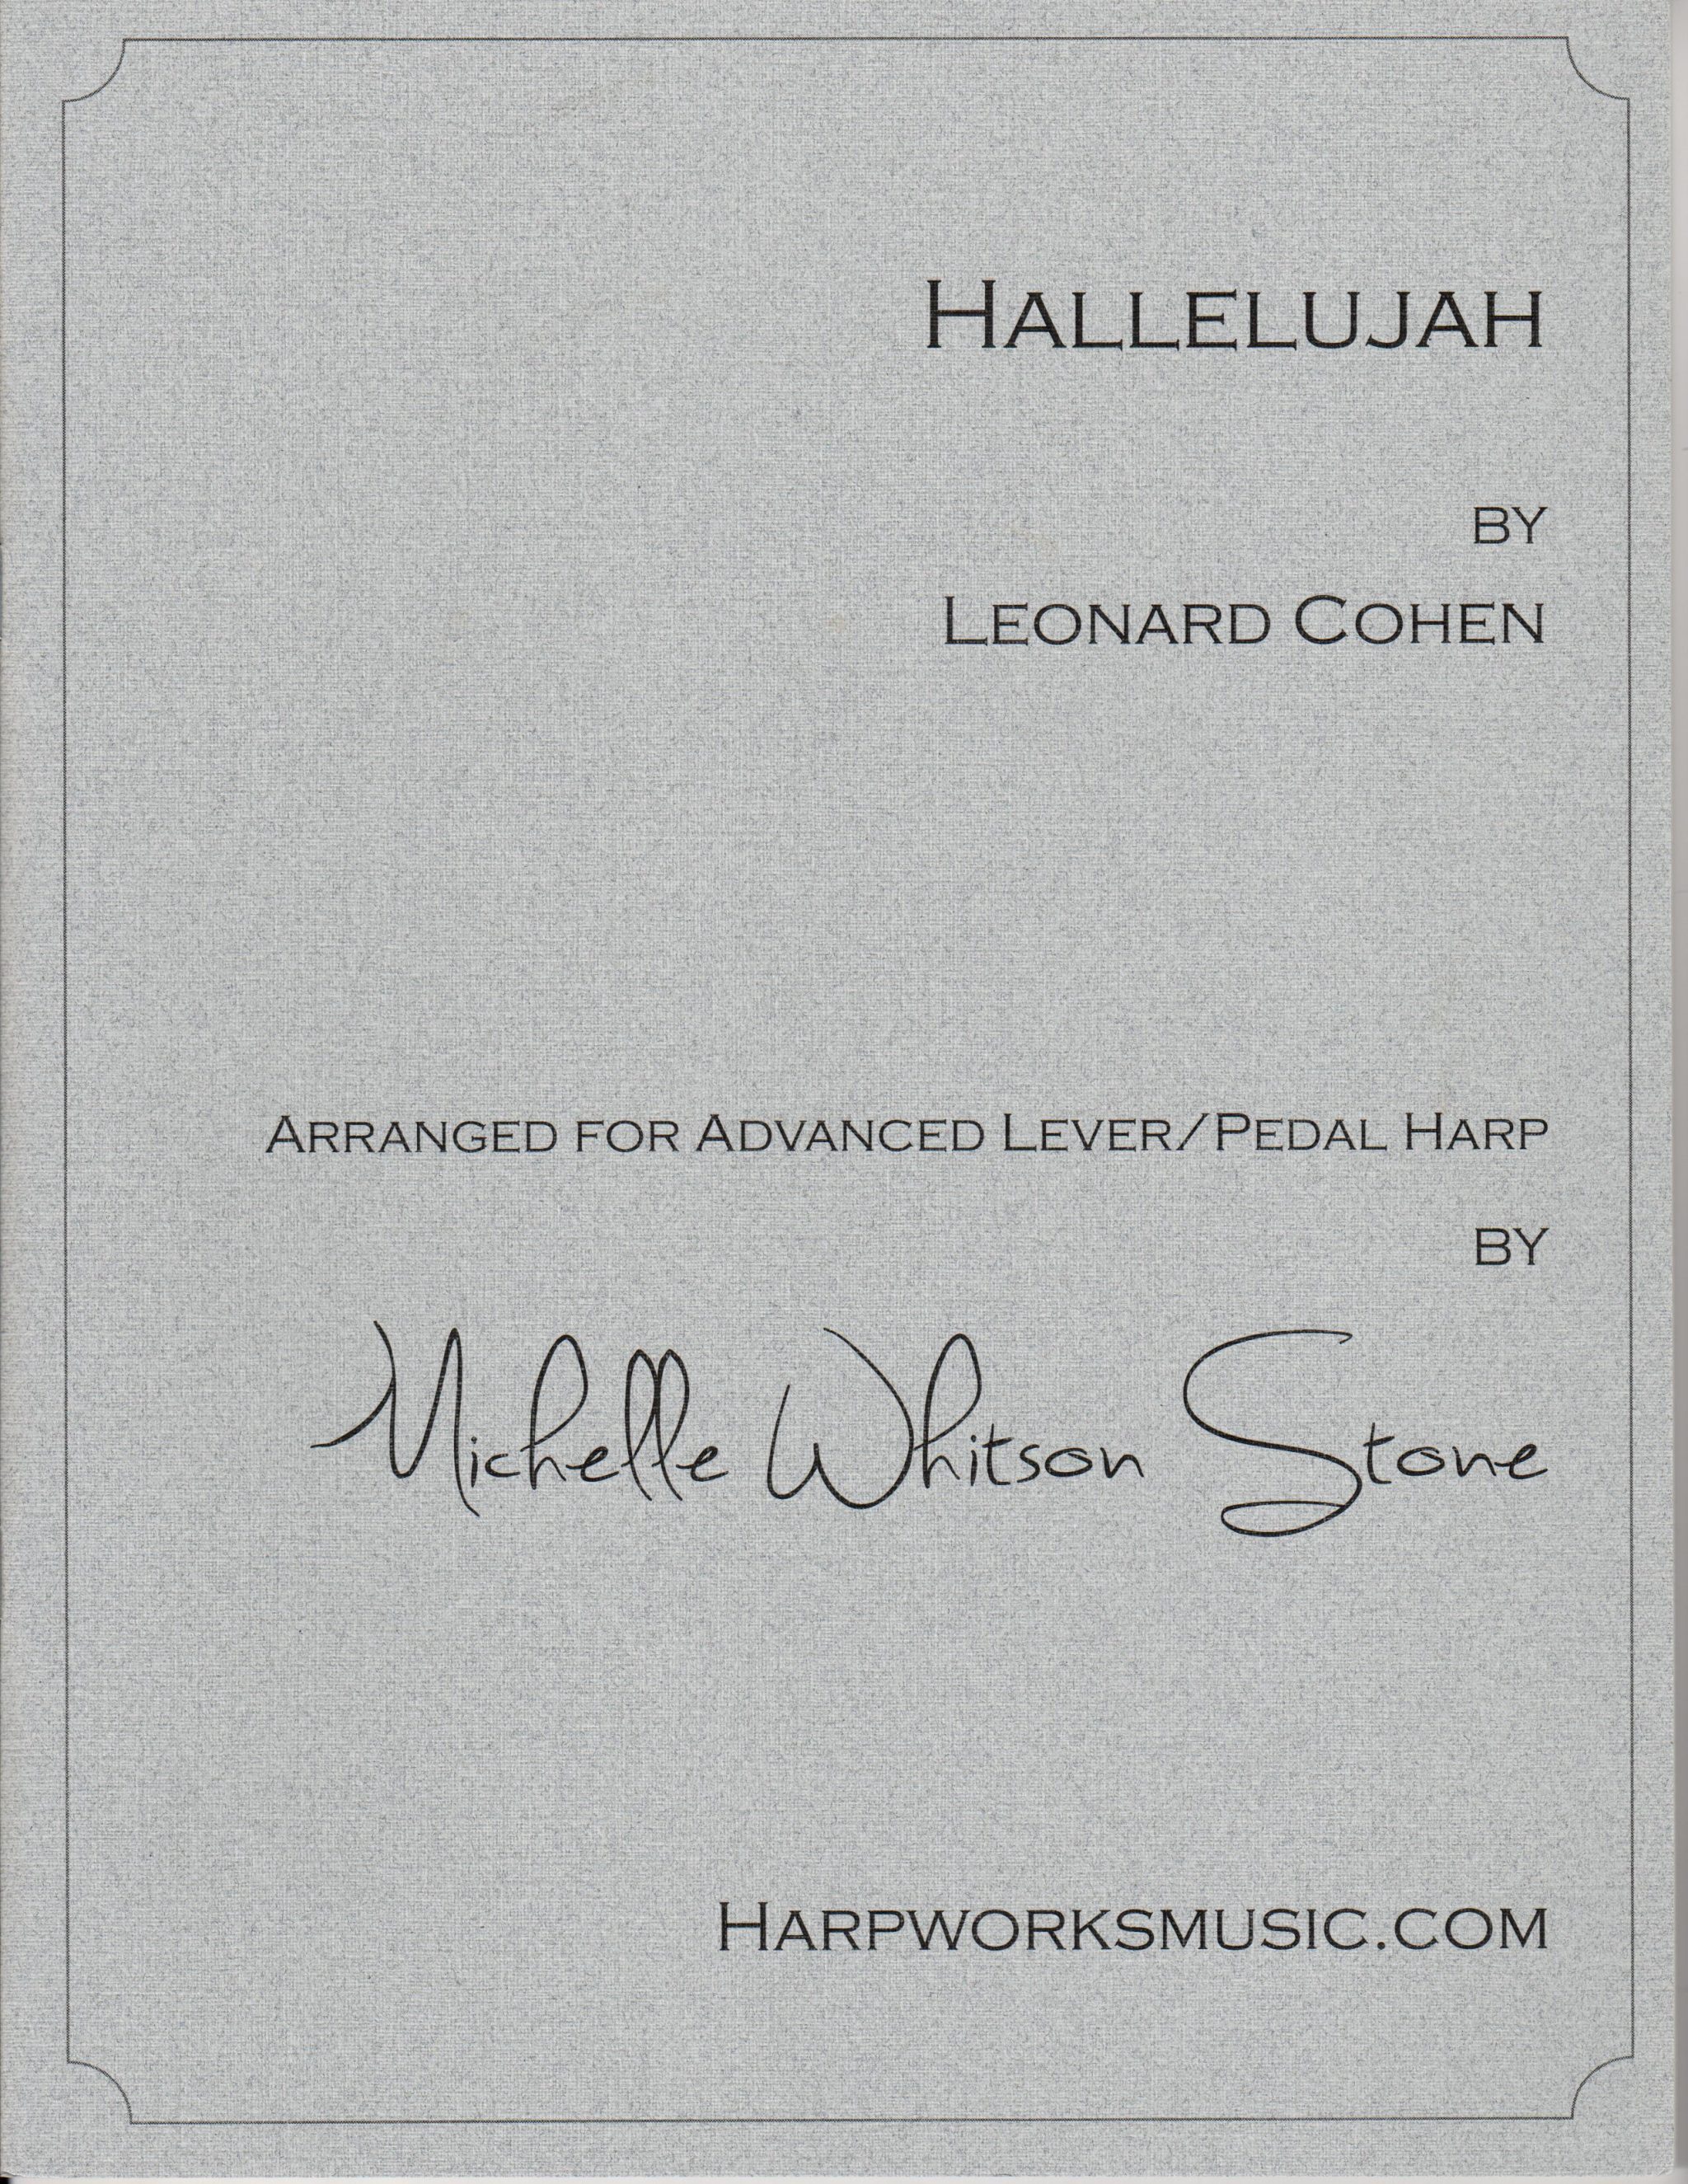 HALLELUJAH
BY
LEONARD COHEN
ARRANGED FOR ADVANCED LEVER/PEDAL HARP
BY
Michelle Whitson Stone
HARPWORKSMUSIC.COM